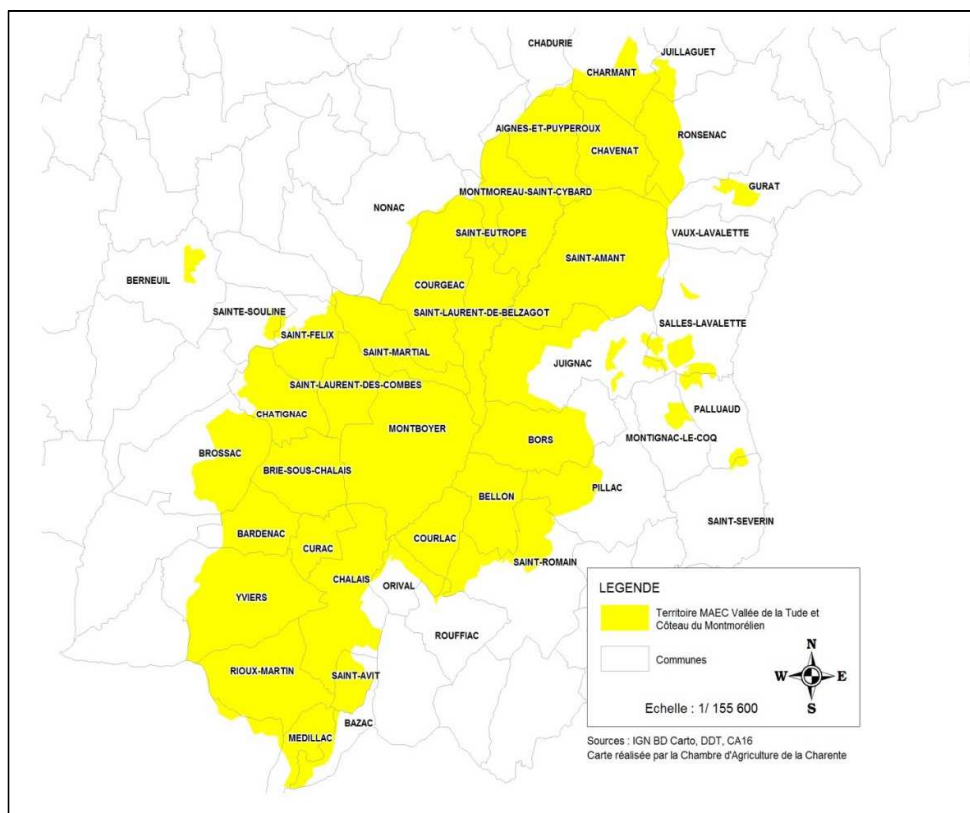 CHADURIE
JUILLAGUET
CHARMANT
AIGNES-ET-PUYPEROUX
RONSENAC
CHAVENAT
GURAT
MONTMOREAU-SAINT-CYBARD
NONAC
SAINT-EUTROPE
VAUX-LAVALETTE
SAINT-AMANT
BERNEUIL
COURGEAC
SAINTE-SOULINE
SAINT-LAURENT-DE-BELZAGOT
SALLES-LAVALETTE
SAINT-FELIX
SAINT-MARTIAL
JUIGNAC
SAINT-LAURENT-DES-COMBES
CHATIGNAC
PALLUAUD
MONTBOYER
MONTIGNAC-LE-COQ
BORS
BROSSAC
BRIE-SOUS-CHALAIS
PILLAC
BELLON
SAINT-SEVERIN
BARDENAC
COURLAC
CURAC
SAINT-ROMAIN
CHALAIS
ORIVAL
YVIERS
ROUFFIAC
RIOUX-MARTIN
SAINT-AVIT
BAZAC
MEDILLAC
LEGENDE
Territoire MAEC Vallée de la Tude et
Côteau du Montmorélien
Communes
N
W
E
S
Echelle : 1/ 155 600
Sources : IGN BD Carto, DDT, CA16
Carte réalisée par la Chambre d'Agriculture de la Charente